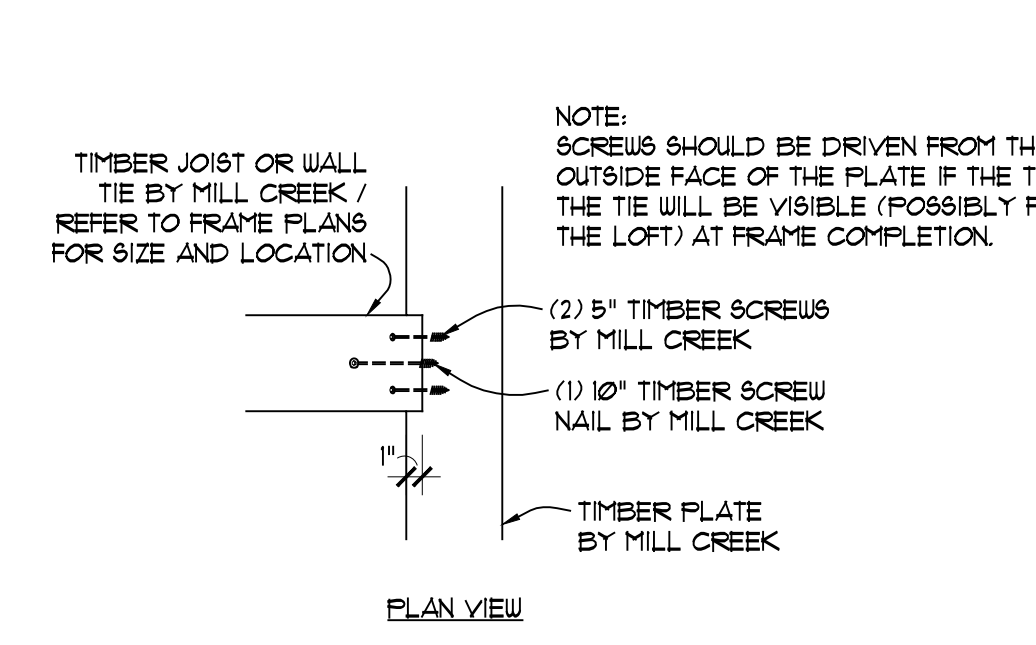 NOTE:
SCREWS SHOULD BE DRIVEN FROM
OUTSIDE FACE OF THE PLATE IF THE
THE TIE WILL BE VISIBLE (POSSIBLY
THE LOFT) AT FRAME COMPLETION.
TIMBER JOIST OR WALL
TIE BY MILL CREEK /
REFER TO FRAME PLANS
FOR SIZE AND LOCATION
(2) 5" TIMBER SCREWS
BY MILL CREEK
(1) 10" TIMBER SCREW
NAIL BY MILL CREEK
1"
TIMBER PLATE
BY MILL CREEK
PLAN VIEW